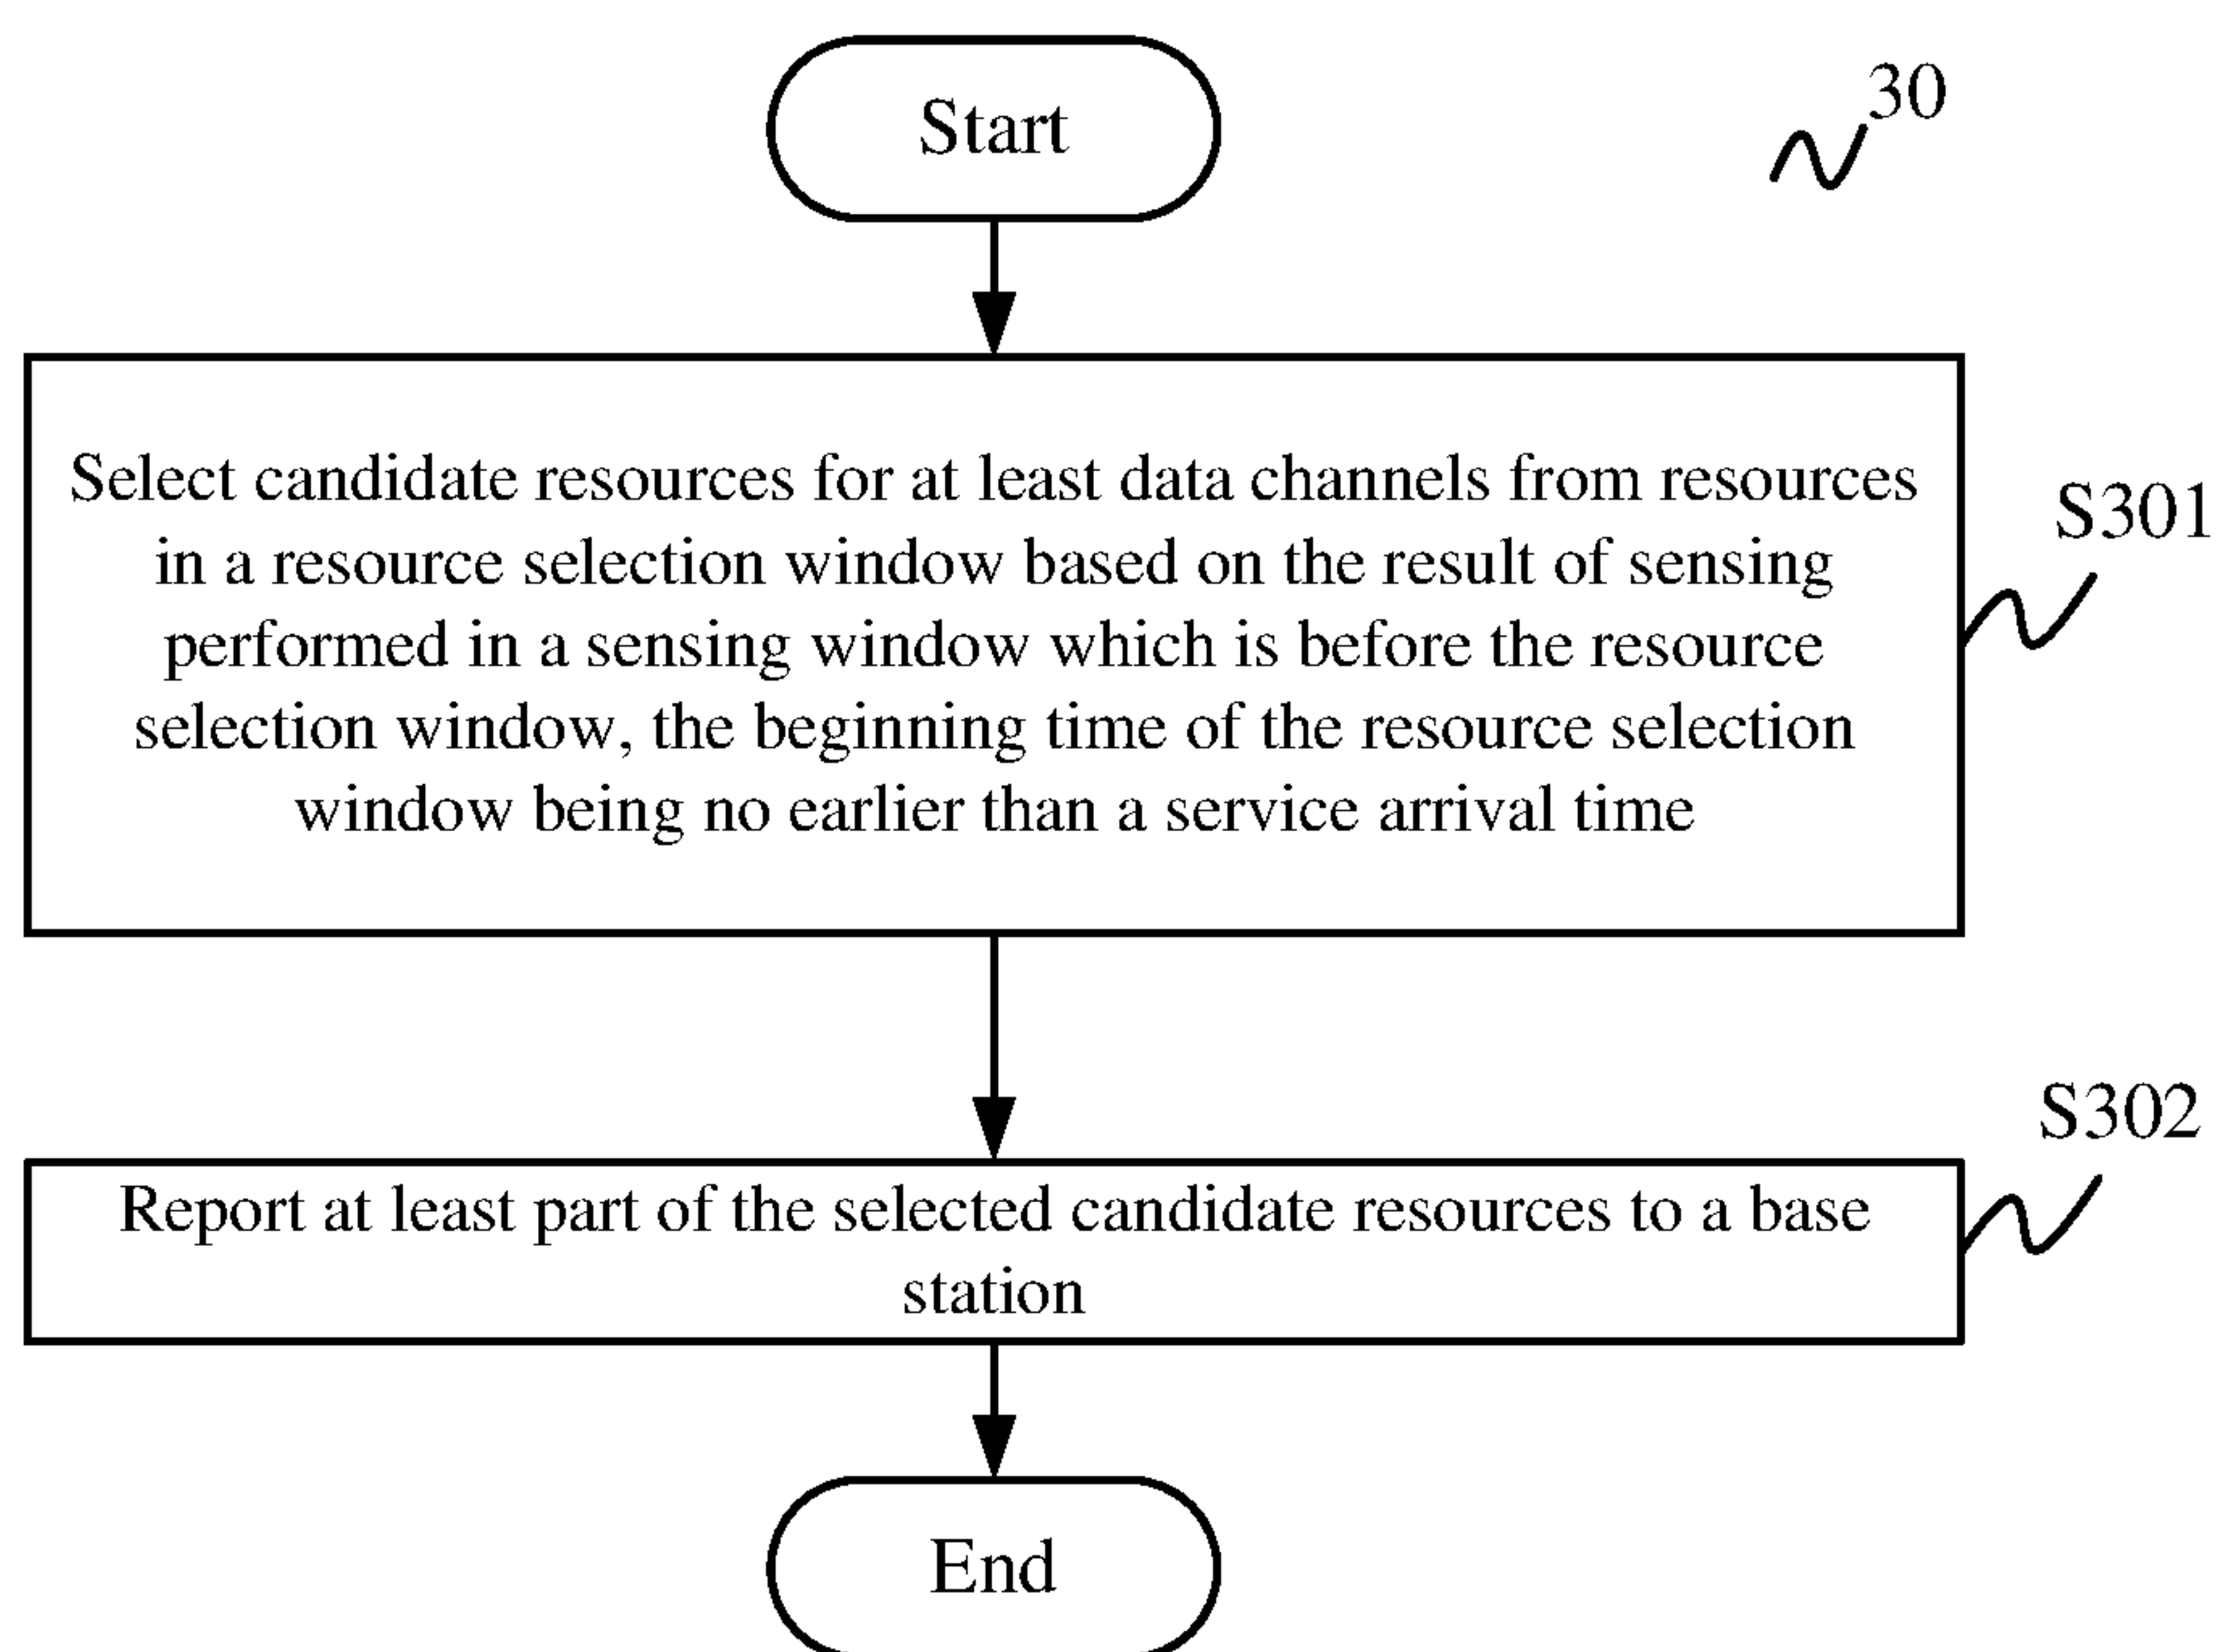 Start
30
Select candidate resources for at least data channels from resources
in a resource selection window based on the result of sensing
performed in a sensing window which is before the resource
selection window, the beginning time of the resource selection
window being no earlier than a service arrival time
S301
Report at least part of the selected candidate resources to a base
station
S302
End